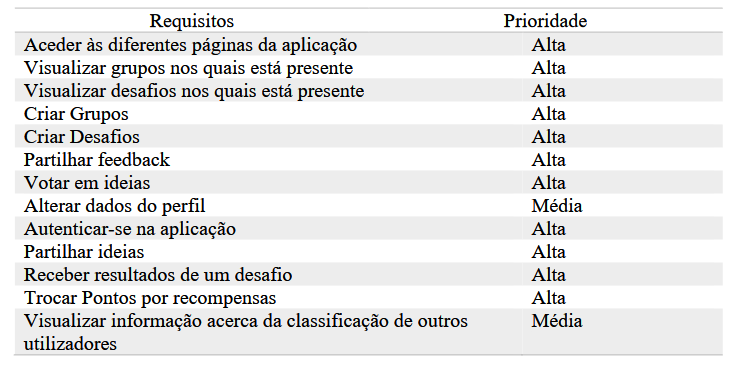 Requisitos Prioridade
Aceder às diferentes páginas da aplicação Alta
Visualizar grupos nos quais está presente Alta
Visualizar desafios nos quais está presente Alta
Criar Grupos Alta
Criar Desafios Alta
Partilhar feedback Alta
Votar em ideias Alta
Alterar dados do perfil Média
Autenticar-se na aplicação Alta
Partilhar ideias Alta
Receber resultados de um desafio Alta
Trocar Pontos por recompensas Alta
Visualizar informação acerca da classificação de outros Média
utilizadores